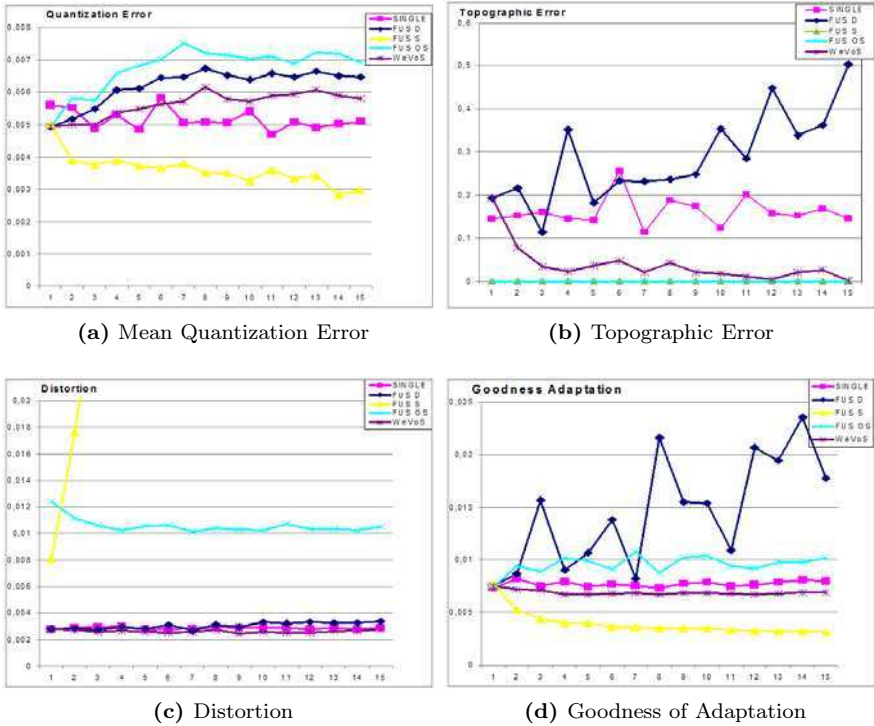 Quantization Error
SINGLE
FUS D
FUS S
FUS OS
WeVoS
0,008
0,007
0,006
0,005
0,004
0,003
0,002
0,001
0
1 2 3 4 5 6 7 8 9 10 11 12 13 14 15
(a) Mean Quantization Error
Topographic Error
SINGLE
FUS D
FUS S
FUS OS
WeVoS
0,6
0,5
0,4
0,3
0,2
0,1
0
1 2 3 4 5 6 7 8 9 10 11 12 13 14 15
(b) Topographic Error
Distortion
SINGLE
FUS D
FUS S
FUS OS
WeVoS
0,02
0,018
0,016
0,014
0,012
0,01
0,008
0,006
0,004
0,002
0
1 2 3 4 5 6 7 8 9 10 11 12 13 14 15
(c) Distortion
Goodness Adaptation
SINGLE
FUS D
FUS S
FUS OS
WeVoS
0,025
0,02
0,015
0,01
0,005
0
1 2 3 4 5 6 7 8 9 10 11 12 13 14 15
(d) Goodness of Adaptation